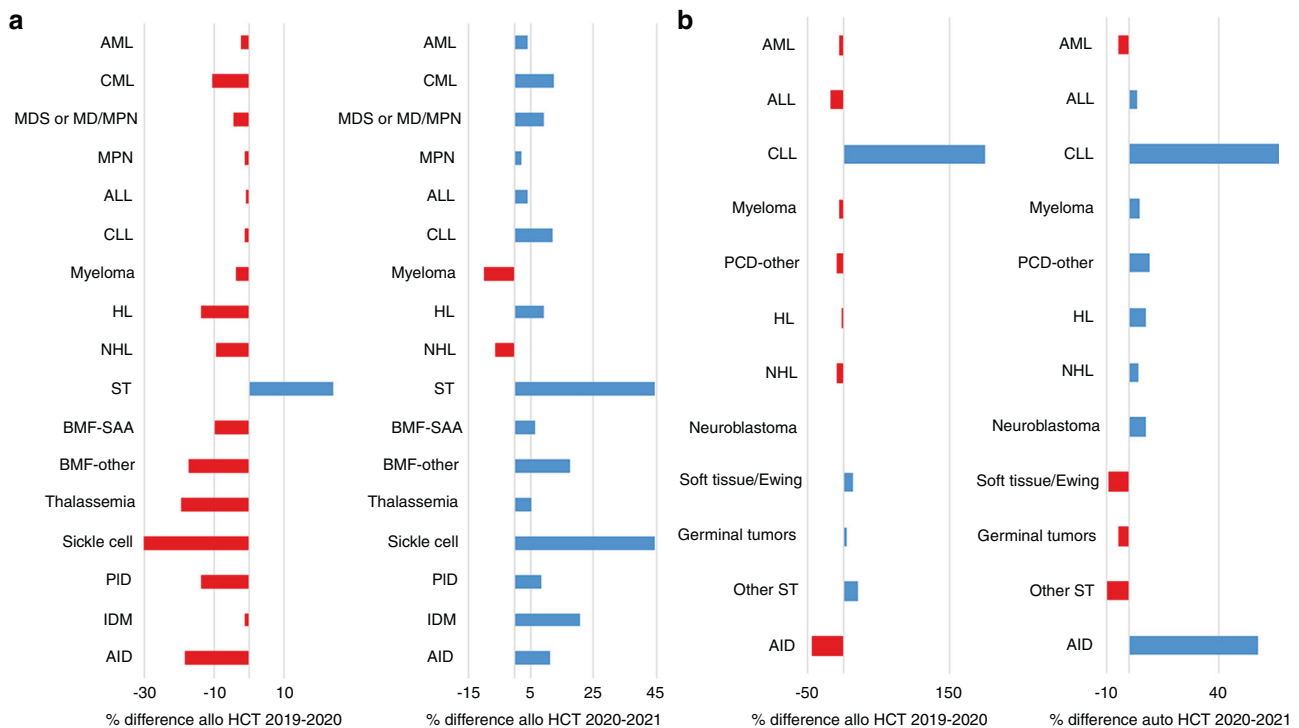 a
AML
CML
MDS or MD/MPN
MPN
ALL
CLL
Myeloma
HL
NHL
ST
BMF-SAA
BMF-other
Thalassemia
Sickle cell
PID
IDM
AID
-30 -10 10
% difference allo HCT 2019-2020
AML
CML
MDS or MD/MPN
MPN
ALL
CLL
Myeloma
HL
NHL
ST
BMF-SAA
BMF-other
Thalassemia
Sickle cell
PID
IDM
AID
-15 5 25 45
% difference allo HCT 2020-2021
b
AML
ALL
CLL
Myeloma
PCD-other
HL
NHL
Neuroblastoma
Soft tissue/Ewing
Germinal tumors
Other ST
AID
-50 150
% difference allo HCT 2019-2020
AML
ALL
CLL
Myeloma
PCD-other
HL
NHL
Neuroblastoma
Soft tissue/Ewing
Germinal tumors
Other ST
AID
-10 40
% difference auto HCT 2020-2021